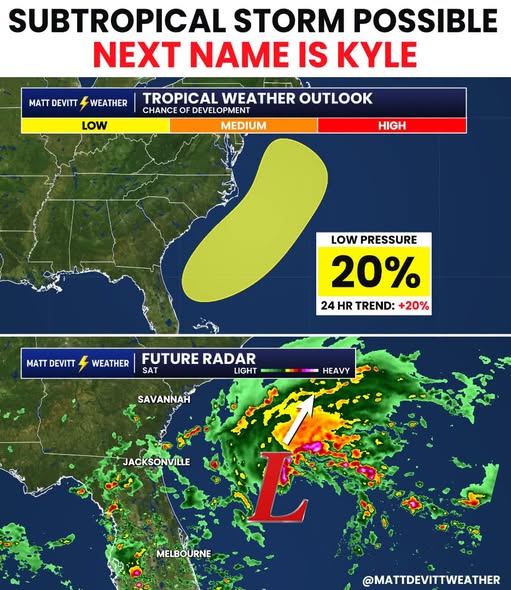 SUBTROPICAL STORM POSSIBLE
NEXT NAME IS KYLE
MATT DEVITT WEATHER
TROPICAL WEATHER OUTLOOK
CHANCE OF DEVELOPMENT
LOW MEDIUM HIGH
LOW PRESSURE
20%
24 HR TREND: +20%
MATT DEVITT WEATHER
FUTURE RADAR
SAT LIGHT HEAVY
SAVANNAH
JACKSONVILLE
L
MELBOURNE
@MATTDEVITTWEATHER